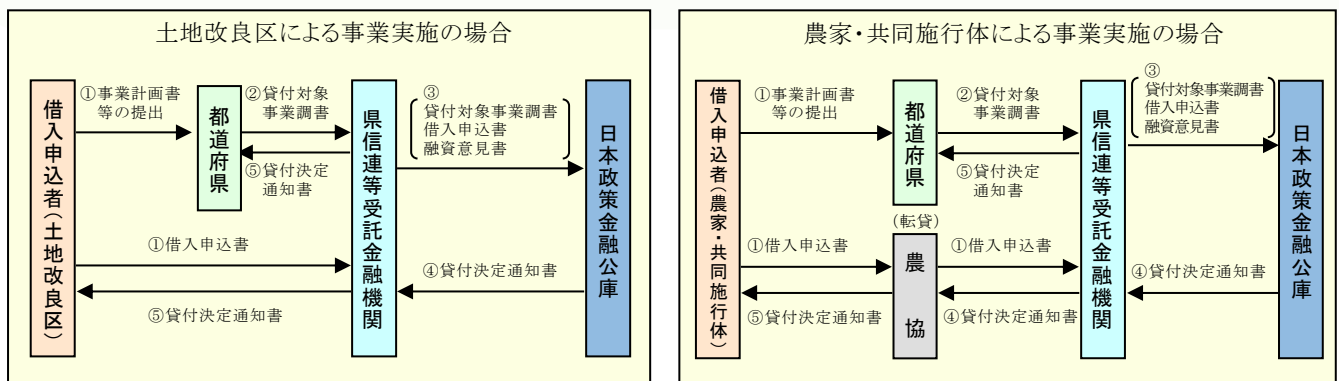 土地改良区による事業実施の場合
借入申込者（土地改良区）
①事業計画書
等の提出
都道府県
②貸付対象
事業調書
⑤貸付決定
通知書
県信連等受託金融機関
③
貸付対象事業調書
借入申込書
融資意見書
日本政策金融公庫
①借入申込書
⑤貸付決定通知書
④貸付決定通知書
農家・共同施行体による事業実施の場合
借入申込者（農家・共同施行体）
①事業計画書
等の提出
都道府県
②貸付対象
事業調書
⑤貸付決定
通知書
県信連等受託金融機関
③
貸付対象事業調書
借入申込書
融資意見書
日本政策金融公庫
（転貸）
農協
①借入申込書
⑤貸付決定通知書
①借入申込書
④貸付決定通知書
④貸付決定通知書